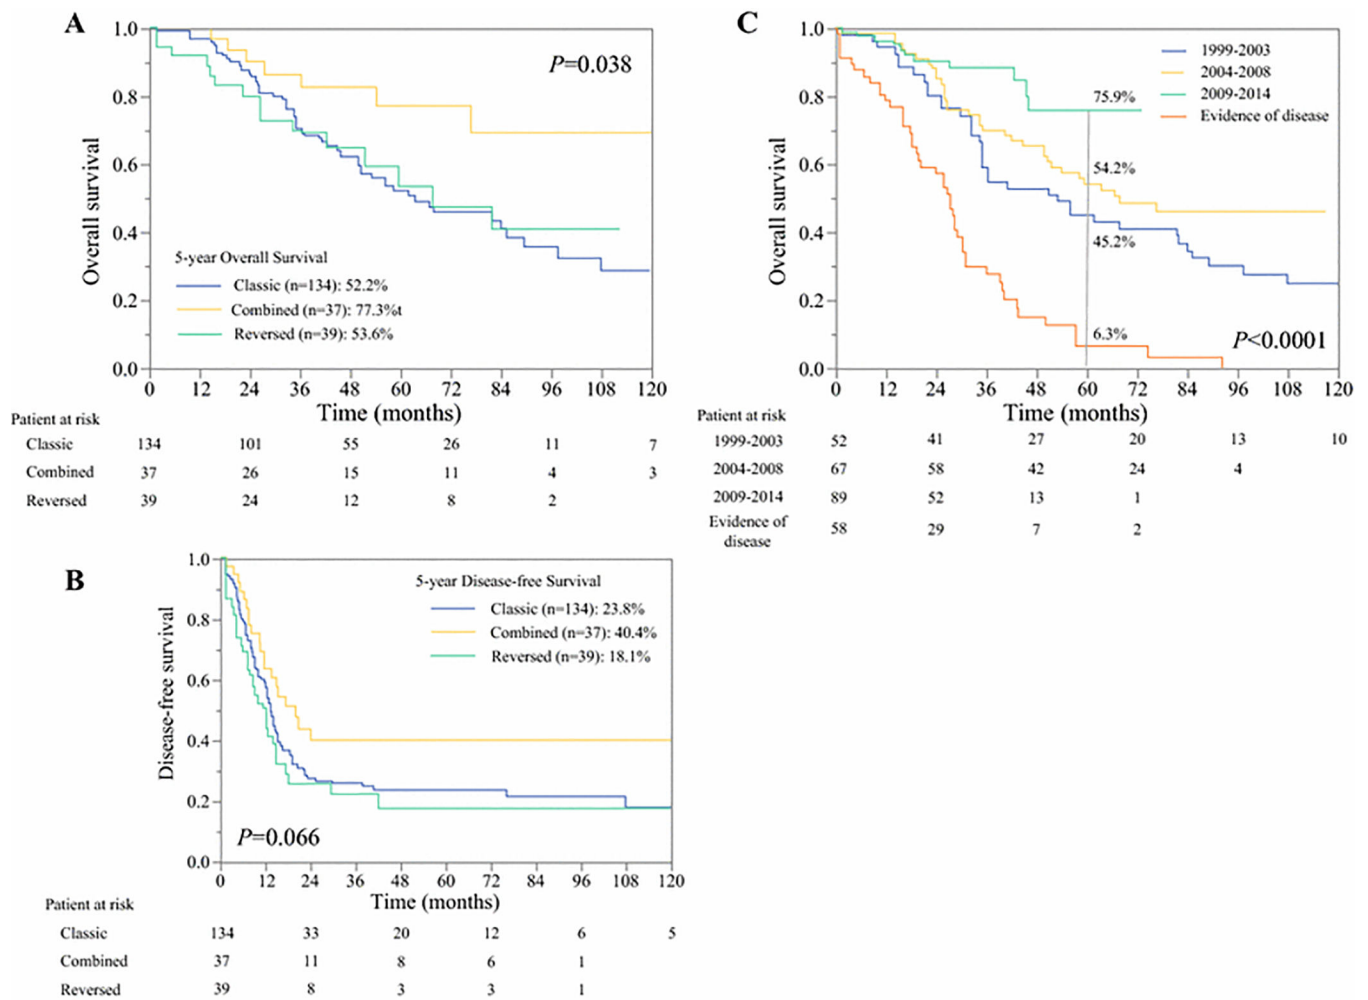 A
1.0
0.8
0.6
0.4
0.2
0.0
Overall survival
P=0.038
5-year Overall Survival
Classic (n=134): 52.2%
Combined (n=37): 77.3%t
Reversed (n=39): 53.6%
0 12 24 36 48 60 72 84 96 108 120
Time (months)
Patient at risk
Classic 134 101 55 26 11 7
Combined 37 26 15 11 4 3
Reversed 39 24 12 8 2
C
1.0
0.8
0.6
0.4
0.2
0.0
Overall survival
1999-2003
2004-2008
2009-2014
Evidence of disease
75.9%
54.2%
45.2%
6.3%
P<0.0001
0 12 24 36 48 60 72 84 96 108 120
Time (months)
Patient at risk
1999-2003 52 41 27 20 13 10
2004-2008 67 58 42 24 4
2009-2014 89 52 13 1
Evidence of
disease 58 29 7 2
B
1.0
0.8
0.6
0.4
0.2
0.0
Disease-free survival
5-year Disease-free Survival
Classic (n=134): 23.8%
Combined (n=37): 40.4%
Reversed (n=39): 18.1%
P=0.066
0 12 24 36 48 60 72 84 96 108 120
Time (months)
Patient at risk
Classic 134 33 20 12 6 5
Combined 37 11 8 6 1
Reversed 39 8 3 3 1